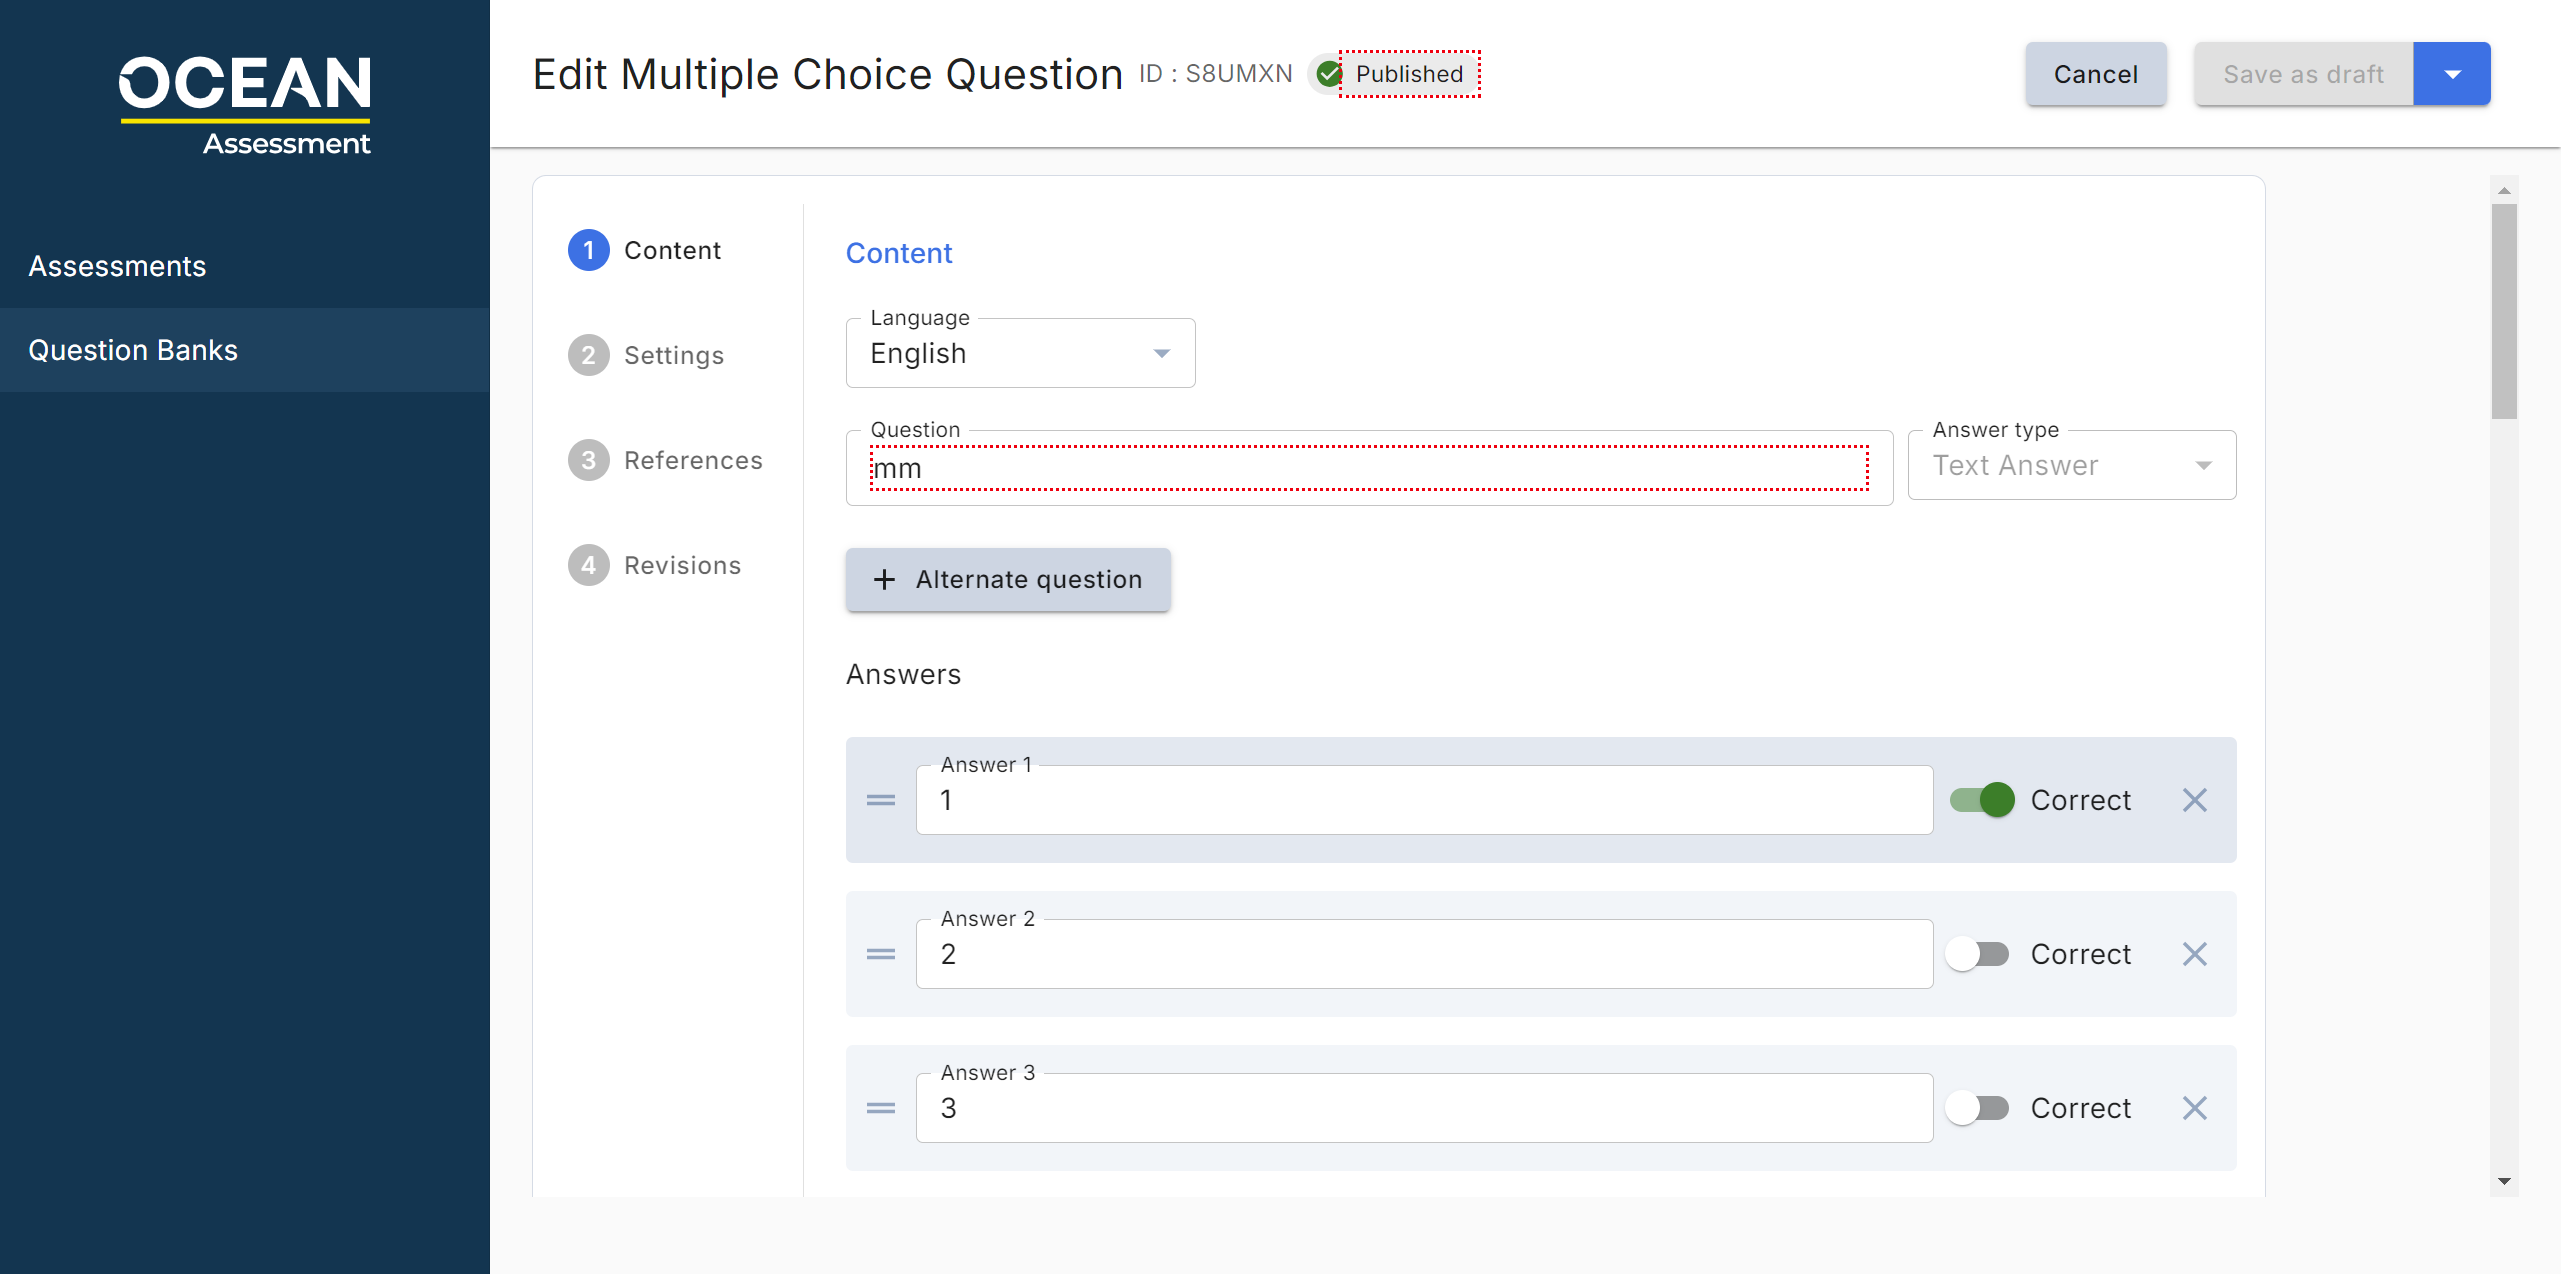 OCEAN
Assessment
Assessments
Question Banks
Edit Multiple Choice Question ID : S8UMXN Published
Cancel
Save as draft
1 Content
2 Settings
3 References
4 Revisions
Content
Language
English
Question
mm
Answer type
Text Answer
+ Alternate question
Answers
Answer 1
1
Correct
Answer 2
2
Correct
Answer 3
3
Correct